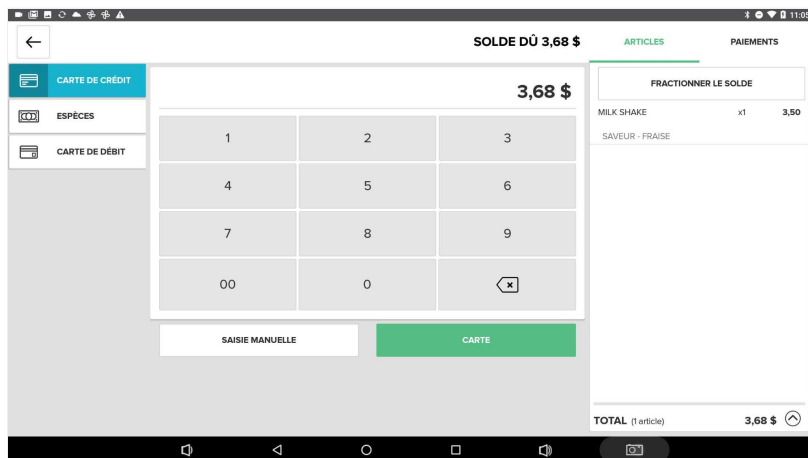 11:05
SOLDE DÛ 3,68 $
ARTICLES
PAIEMENTS
CARTE DE CRÉDIT
ESPÈCES
CARTE DE DÉBIT
3,68 $
1 2 3
4 5 6
7 8 9
00 0
SAISIE MANUELLE
CARTE
FRACTIONNER LE SOLDE
MILK SHAKE x1 3,50
SAVEUR - FRAISE
TOTAL (1 article) 3,68 $